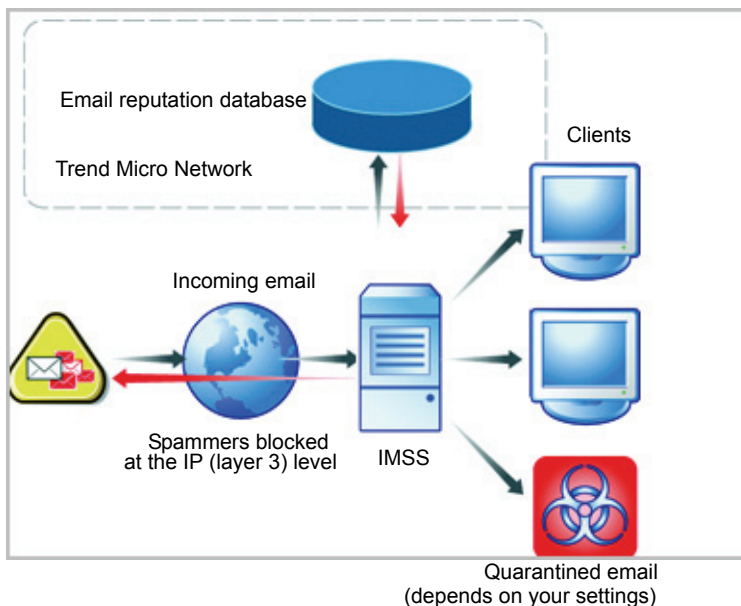 Email reputation database
Clients
Trend Micro Network
Incoming email
Spammers blocked
at the IP (layer 3) level
IMSS
Quarantined email
(depends on your settings)